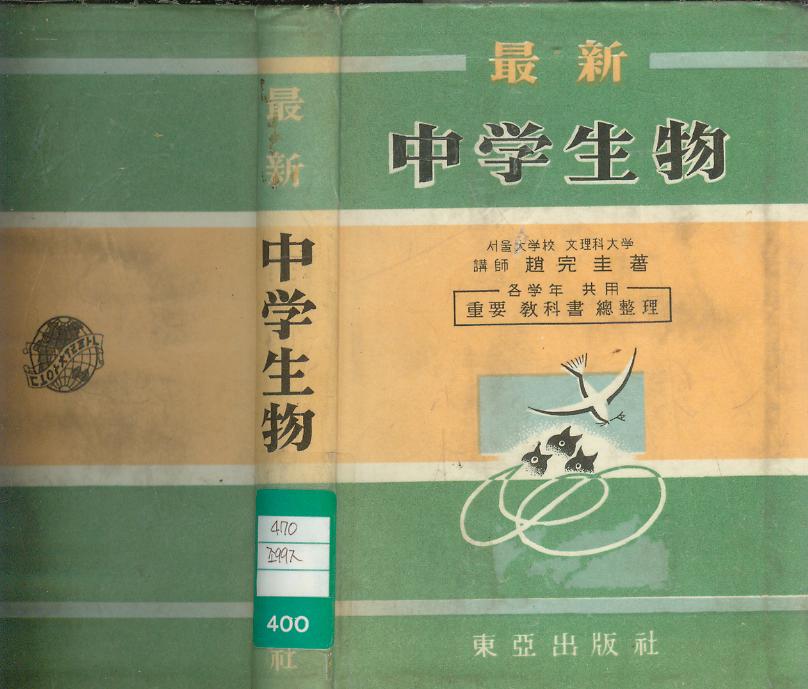 最新
中学生物
서울大学校 文理科大学
講師 趙完圭著
各学年 共用
重要 敎科書 總整理
東亞出版社
最新
中学生物
470
400
社